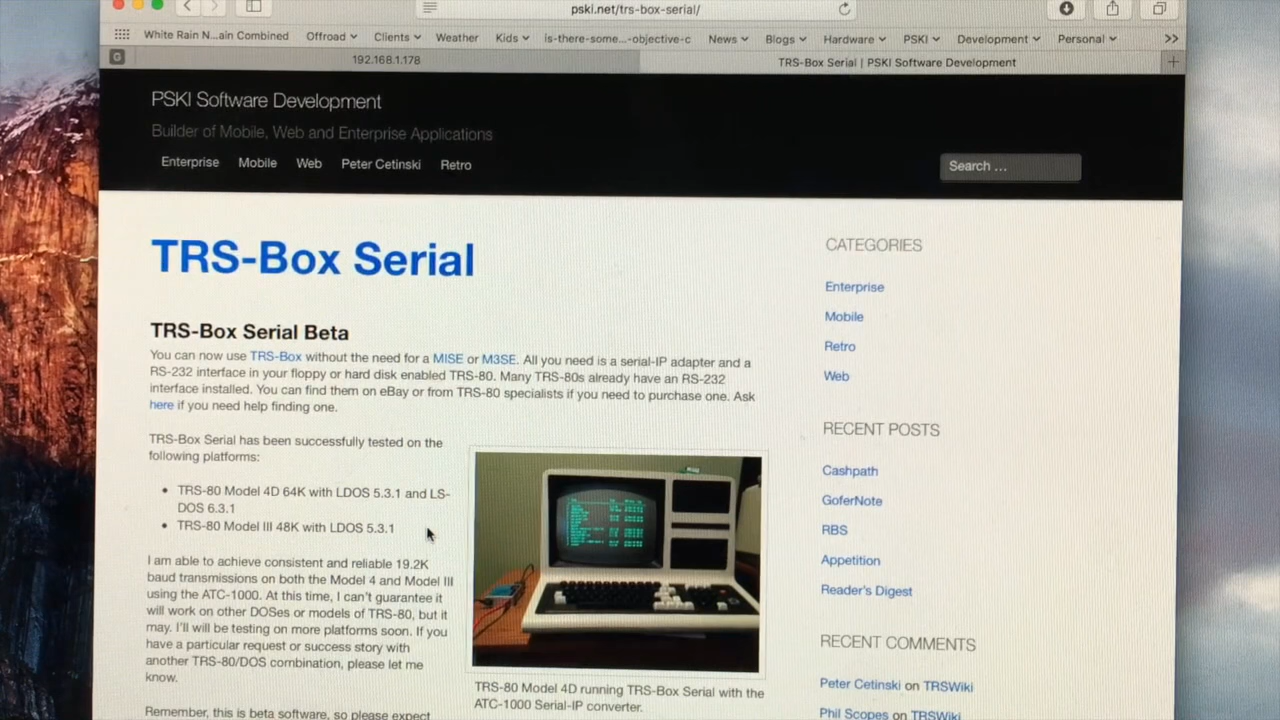 pski.net/trs-box-serial/
White Rain N...ain Combined Offroad Clients Weather Kids is-there-some...-objective-c News Blogs Hardware PSKI Development Personal >>
G 192.168.1.178 TRS-Box Serial | PSKI Software Development +
PSKI Software Development
Builder of Mobile, Web and Enterprise Applications
Enterprise Mobile Web Peter Cetinski Retro
Search ...
TRS-Box Serial
TRS-Box Serial Beta
You can now use TRS-Box without the need for a MISE or M3SE. All you need is a serial-IP adapter and a
RS-232 interface in your floppy or hard disk enabled TRS-80. Many TRS-80s already have an RS-232
interface installed. You can find them on eBay or from TRS-80 specialists if you need to purchase one. Ask
here if you need help finding one.
TRS-Box Serial has been successfully tested on the
following platforms:
• TRS-80 Model 4D 64K with LDOS 5.3.1 and LS-
DOS 6.3.1
• TRS-80 Model III 48K with LDOS 5.3.1
I am able to achieve consistent and reliable 19.2K
baud transmissions on both the Model 4 and Model III
using the ATC-1000. At this time, I can't guarantee it
will work on other DOSes or models of TRS-80, but it
may. I'll will be testing on more platforms soon. If you
have a particular request or success story with
another TRS-80/DOS combination, please let me
know.
Remember, this is beta software, so please expect
TRS-80 Model 4D running TRS-Box Serial with the
ATC-1000 Serial-IP converter.
CATEGORIES
Enterprise
Mobile
Retro
Web
RECENT POSTS
Cashpath
GoferNote
RBS
Appetition
Reader's Digest
RECENT COMMENTS
Peter Cetinski on TRSWiki
Phil Scopes on TRSWiki